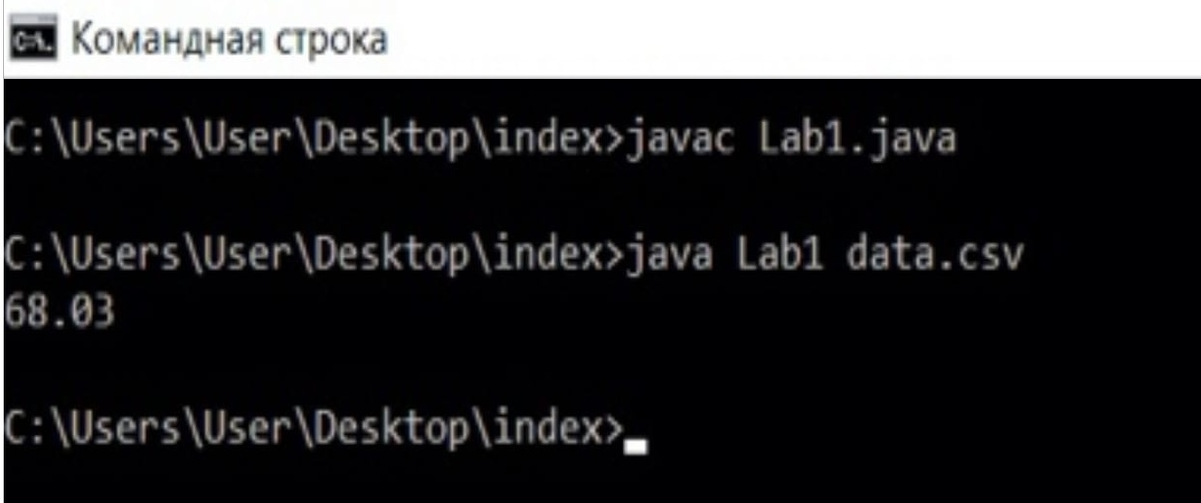 Командная строка
C:\Users\User\Desktop\index>javac Lab1.java
C:\Users\User\Desktop\index>java Lab1 data.csv
68.03
C:\Users\User\Desktop\index>